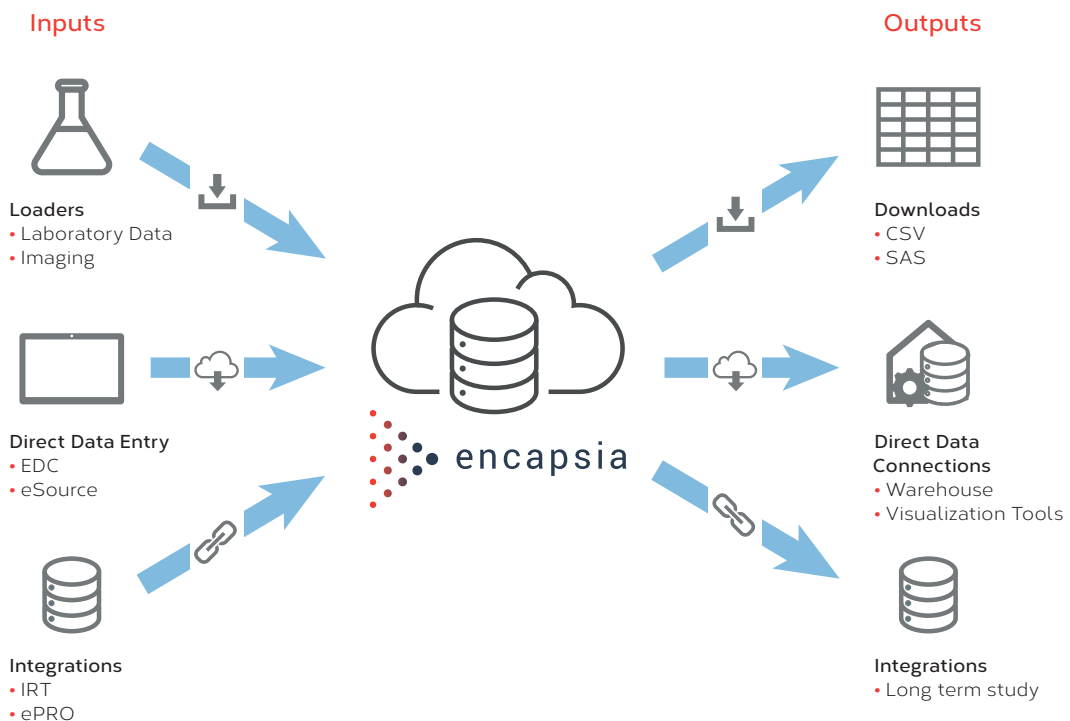 Inputs
Outputs
Loaders
• Laboratory Data
• Imaging
Direct Data Entry
• EDC
• eSource
Integrations
• IRT
• ePRO
encapsia
Downloads
• CSV
• SAS
Direct Data
Connections
• Warehouse
• Visualization Tools
Integrations
• Long term study